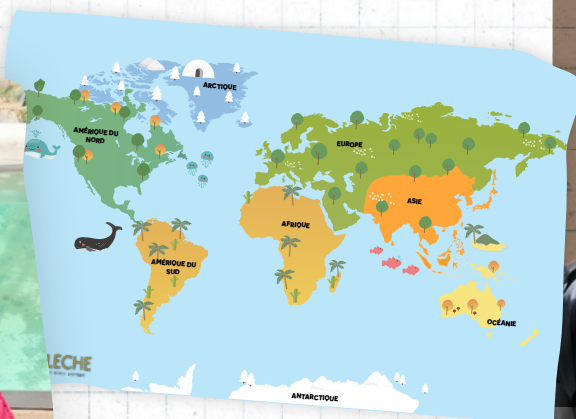 ARCTIQUE
AMÉRIQUE DU
NORD
EUROPE
ASIE
AFRIQUE
AMÉRIQUE DU
SUD
OCÉANIE
LECHE
ANTARCTIQUE